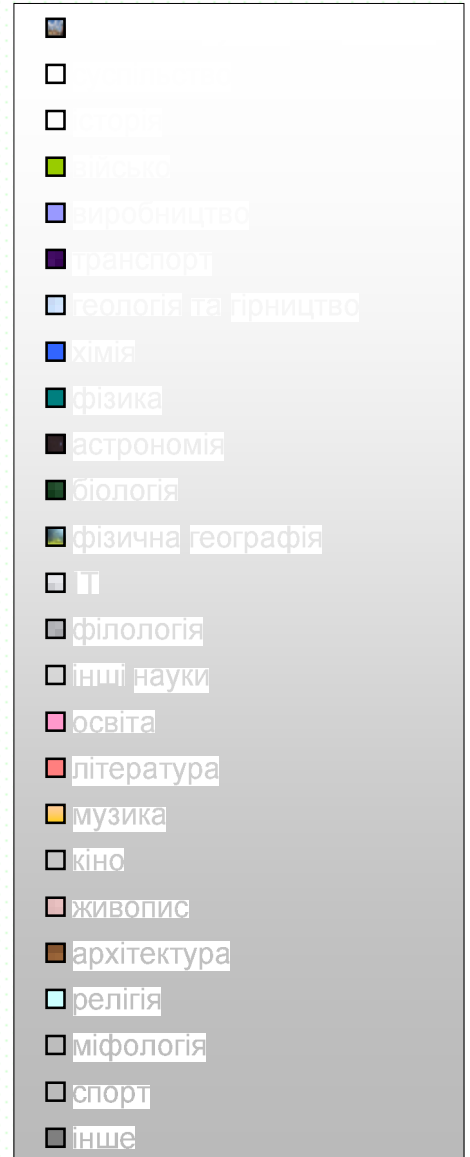 історія
військо
виробництво
транспорт
геологія та гірництво
хімія
фізика
астрономія
біологія
фізична географія
ІТ
філологія
інші науки
освіта
література
музика
кіно
живопис
архітектура
релігія
міфологія
спорт
інше